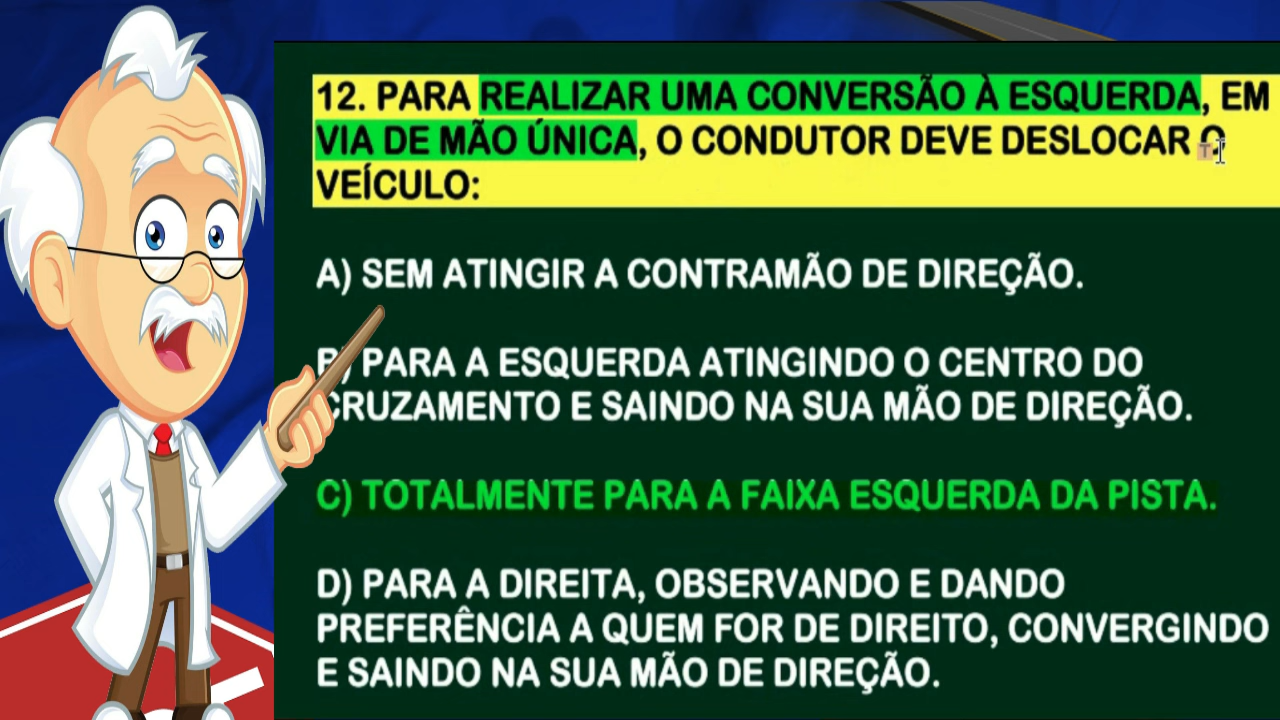 12. PARA REALIZAR UMA CONVERSÃO À ESQUERDA, EM
VIA DE MÃO ÚNICA, O CONDUTOR DEVE DESLOCAR O
VEÍCULO:
A) SEM ATINGIR A CONTRAMÃO DE DIREÇÃO.
B) PARA A ESQUERDA ATINGINDO O CENTRO DO
CRUZAMENTO E SAINDO NA SUA MÃO DE DIREÇÃO.
C) TOTALMENTE PARA A FAIXA ESQUERDA DA PISTA.
D) PARA A DIREITA, OBSERVANDO E DANDO
PREFERÊNCIA A QUEM FOR DE DIREITO, CONVERGINDO
E SAINDO NA SUA MÃO DE DIREÇÃO.